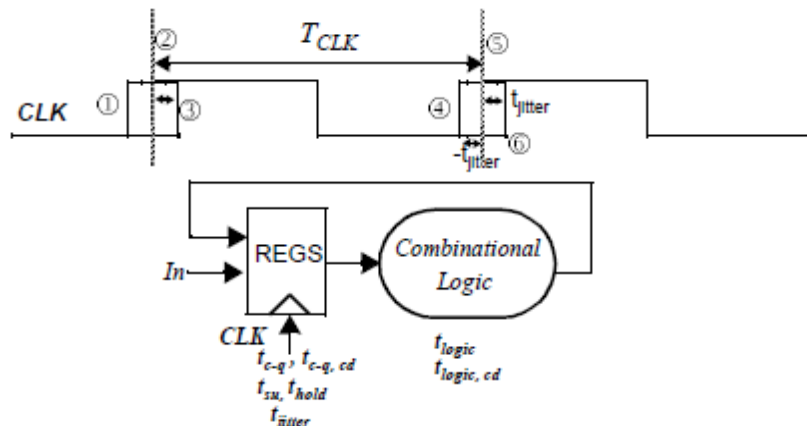 ②
T_CLK
⑤
①
③
④
t_jitter
CLK
-t_jitter
⑥
REGS
Combinational
Logic
In
CLK
t_c-q, t_c-q, cd
t_su, t_hold
t_jitter
t_logic
t_logic, cd